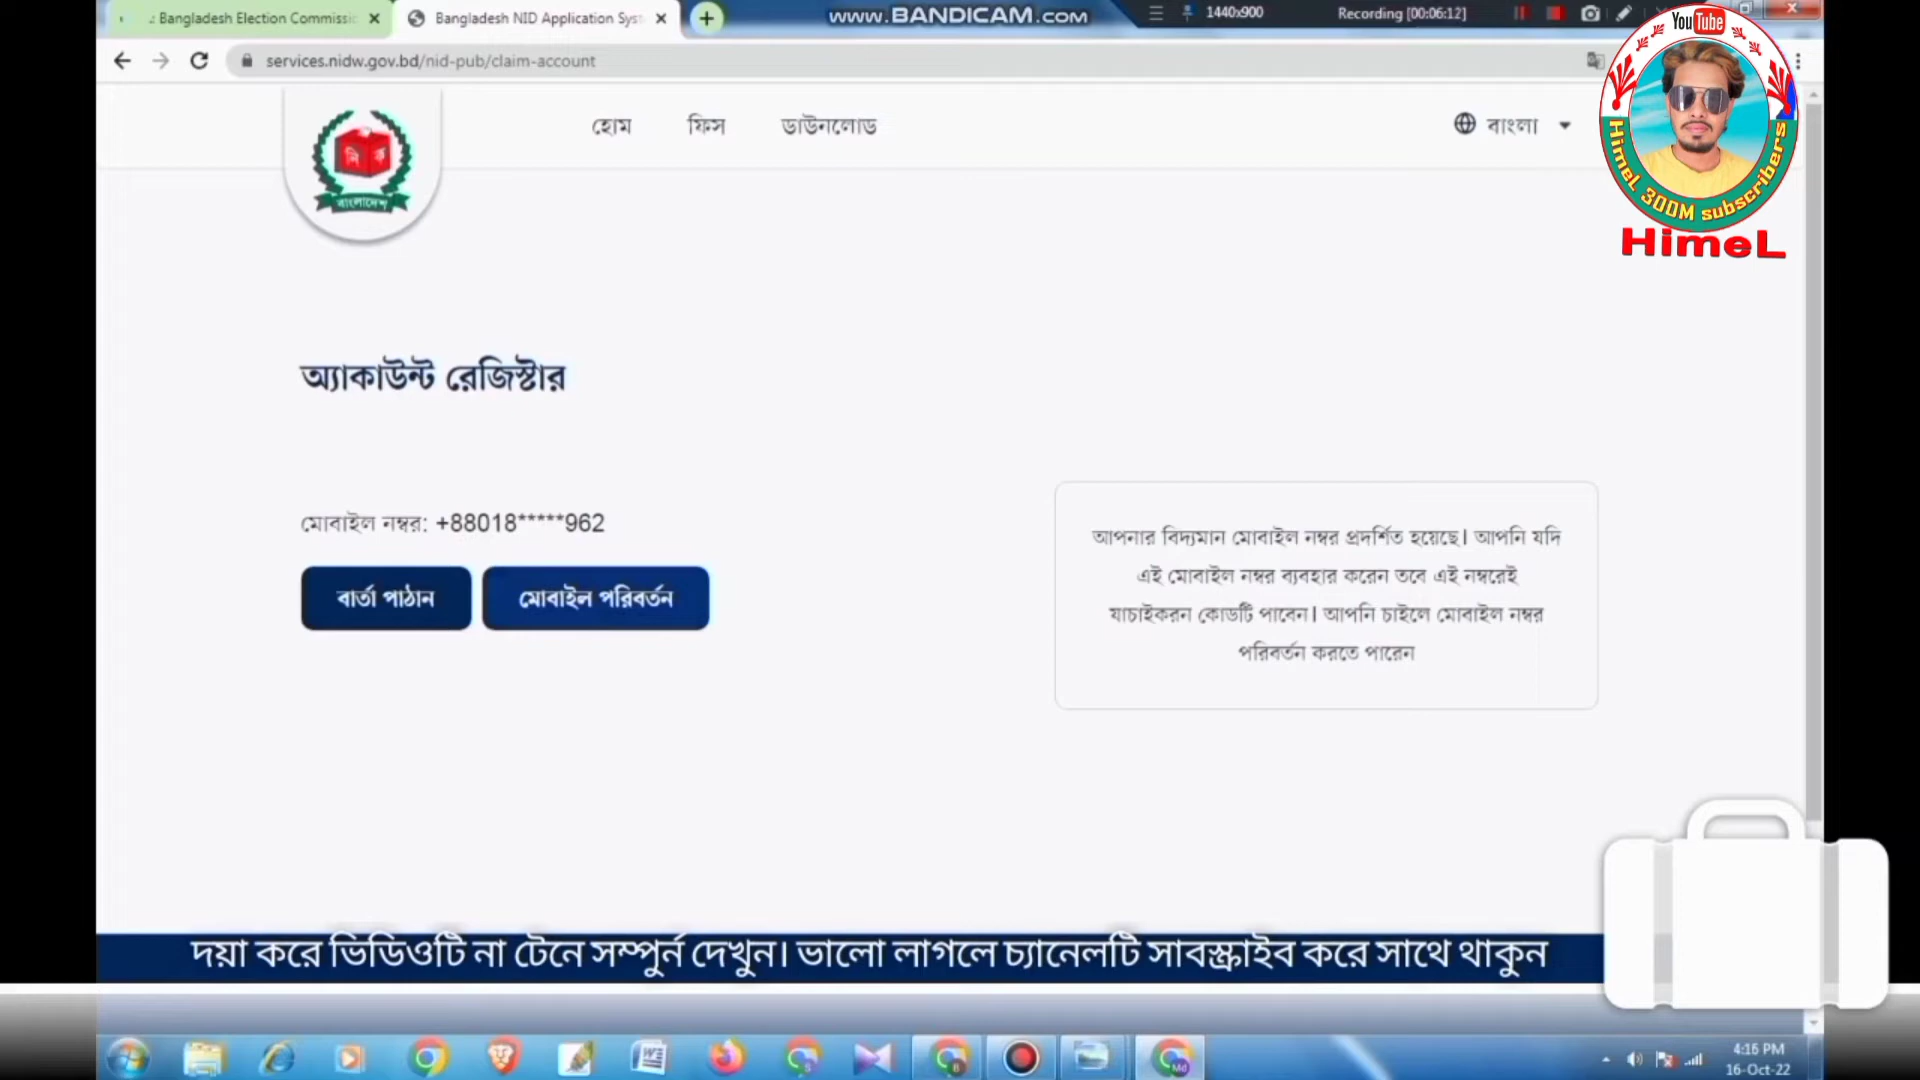 : Bangladesh Election Commissi
Bangladesh NID Application Syst
www.BANDICAM.com
1440x900
Recording [00:06:12]
services.nidw.gov.bd/nid-pub/claim-account
YouTube
HimeL 300M subscribers
HimeL
নি ক
বাংলাদেশ
হোম
ফিস
ডাউনলোড
বাংলা
অ্যাকাউন্ট রেজিস্টার
মোবাইল নম্বর: +88018*****962
বার্তা পাঠান
মোবাইল পরিবর্তন
আপনার বিদ্যমান মোবাইল নম্বর প্রদর্শিত হয়েছে। আপনি যদি
এই মোবাইল নম্বর ব্যবহার করেন তবে এই নম্বরেই
যাচাইকরন কোডটি পাবেন। আপনি চাইলে মোবাইল নম্বর
পরিবর্তন করতে পারেন
দয়া করে ভিডিওটি না টেনে সম্পুর্ন দেখুন। ভালো লাগলে চ্যানেলটি সাবস্ক্রাইব করে সাথে থাকুন
4:16 PM
16-Oct-22